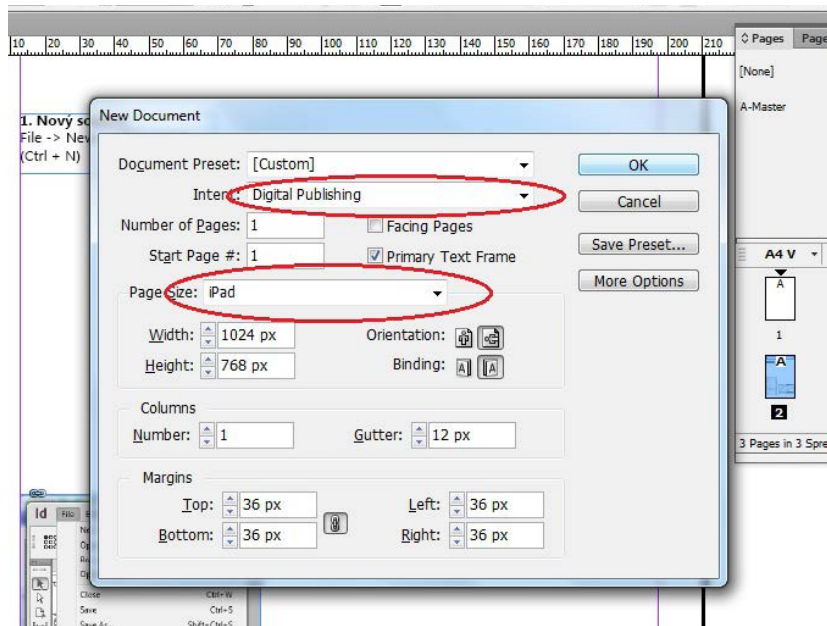 10 20 30 40 50 60 70 80 90 100 110 120 130 140 150 160 170 180 190 200 210
Pages Page
[None]
A-Master
1. Nový
File -> New
(Ctrl + N)
New Document
Document Preset: [Custom]
OK
Intent: Digital Publishing
Cancel
Number of Pages: 1
Facing Pages
Save Preset...
Start Page #: 1
Primary Text Frame
More Options
Page Size: iPad
Width: 1024 px
Orientation:
Height: 768 px
Binding:
Columns
Number: 1
Gutter: 12 px
Margins
Top: 36 px
Left: 36 px
Bottom: 36 px
Right: 36 px
A4 V
A
1
A
2
3 Pages in 3 Spre
Id File
Close Ctrl+W
Save Ctrl+S
Save As... Shift+Ctrl+S